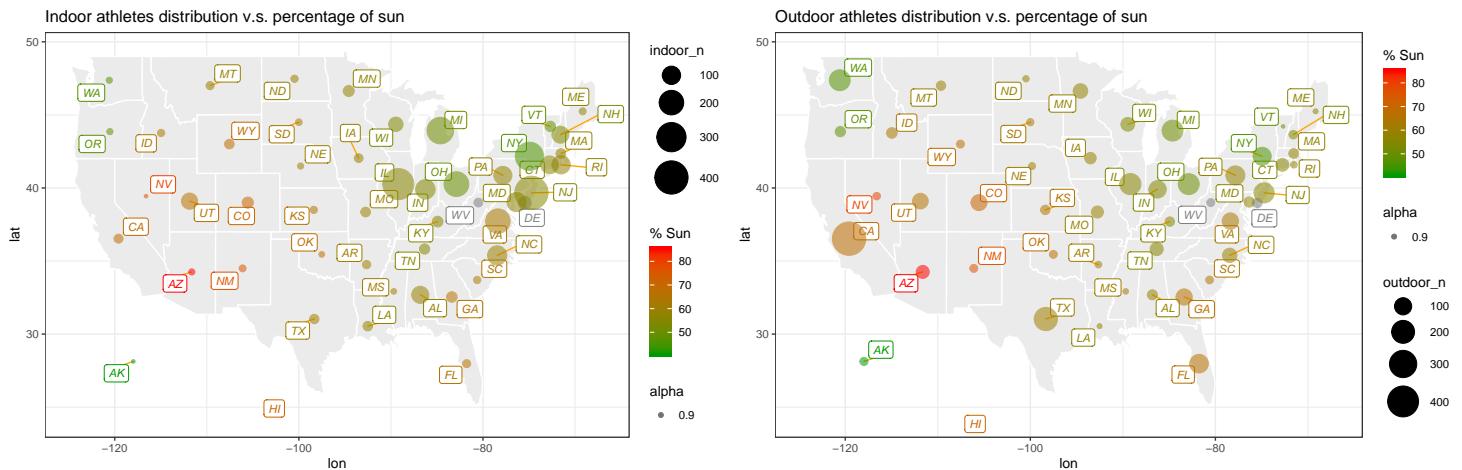 Indoor athletes distribution v.s. percentage of sun
50
40
30
lat
−120
−100
−80
lon
WA
OR
MT
ID
WY
ND
SD
NE
MN
IA
WI
MI
IL
IN
OH
PA
NY
VT
ME
NH
MA
RI
CT
NJ
MD
DE
WV
VA
NC
SC
KY
TN
MO
KS
OK
AR
MS
LA
AL
GA
FL
TX
NM
CO
UT
NV
CA
AZ
AK
HI
indoor_n
100
200
300
400
% Sun
80
70
60
50
alpha
0.9
Outdoor athletes distribution v.s. percentage of sun
50
40
30
lat
−120
−100
−80
lon
WA
OR
MT
ID
WY
ND
SD
NE
MN
IA
WI
MI
IL
IN
OH
PA
NY
VT
ME
NH
MA
RI
CT
NJ
MD
DE
WV
VA
NC
SC
KY
TN
MO
KS
OK
AR
MS
LA
AL
GA
FL
TX
NM
CO
UT
NV
CA
AZ
AK
HI
% Sun
80
70
60
50
alpha
0.9
outdoor_n
100
200
300
400